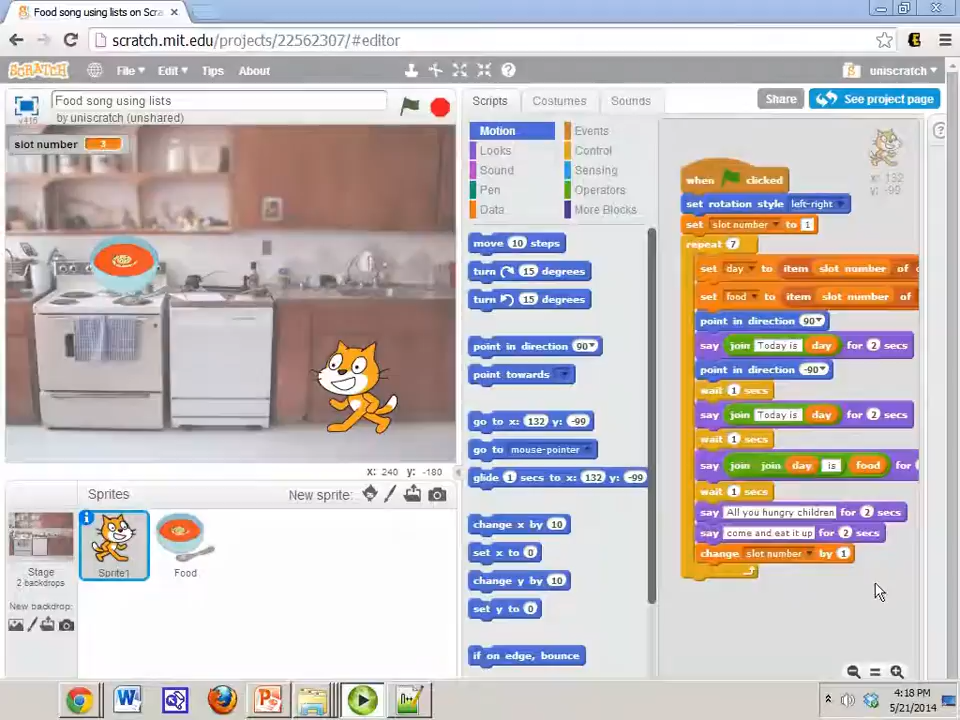 Food song using lists on Scra
scratch.mit.edu/projects/22562307/#editor
SCRATCH
File
Edit
Tips
About
uniscratch
v416
Food song using lists
by uniscratch (unshared)
Scripts
Costumes
Sounds
Share
See project page
slot number 3
Motion
Looks
Sound
Pen
Data
Events
Control
Sensing
Operators
More Blocks
move 10 steps
turn 15 degrees
turn 15 degrees
point in direction 90
point towards
go to x: 132 y: -99
go to mouse-pointer
glide 1 secs to x: 132 y: -99
change x by 10
set x to 0
change y by 10
set y to 0
if on edge, bounce
x: 132
y: -99
when clicked
set rotation style left-right
set slot number to 1
repeat 7
set day to item slot number of
set food to item slot number of
point in direction 90
say join Today is day for 2 secs
point in direction -90
wait 1 secs
say join Today is day for 2 secs
wait 1 secs
say join join day is food for
wait 1 secs
say All you hungry children for 2 secs
say come and eat it up for 2 secs
change slot number by 1
x: 240 y: -180
Sprites
New sprite:
Stage
2 backdrops
New backdrop:
Sprite1
Food
4:18 PM
5/21/2014